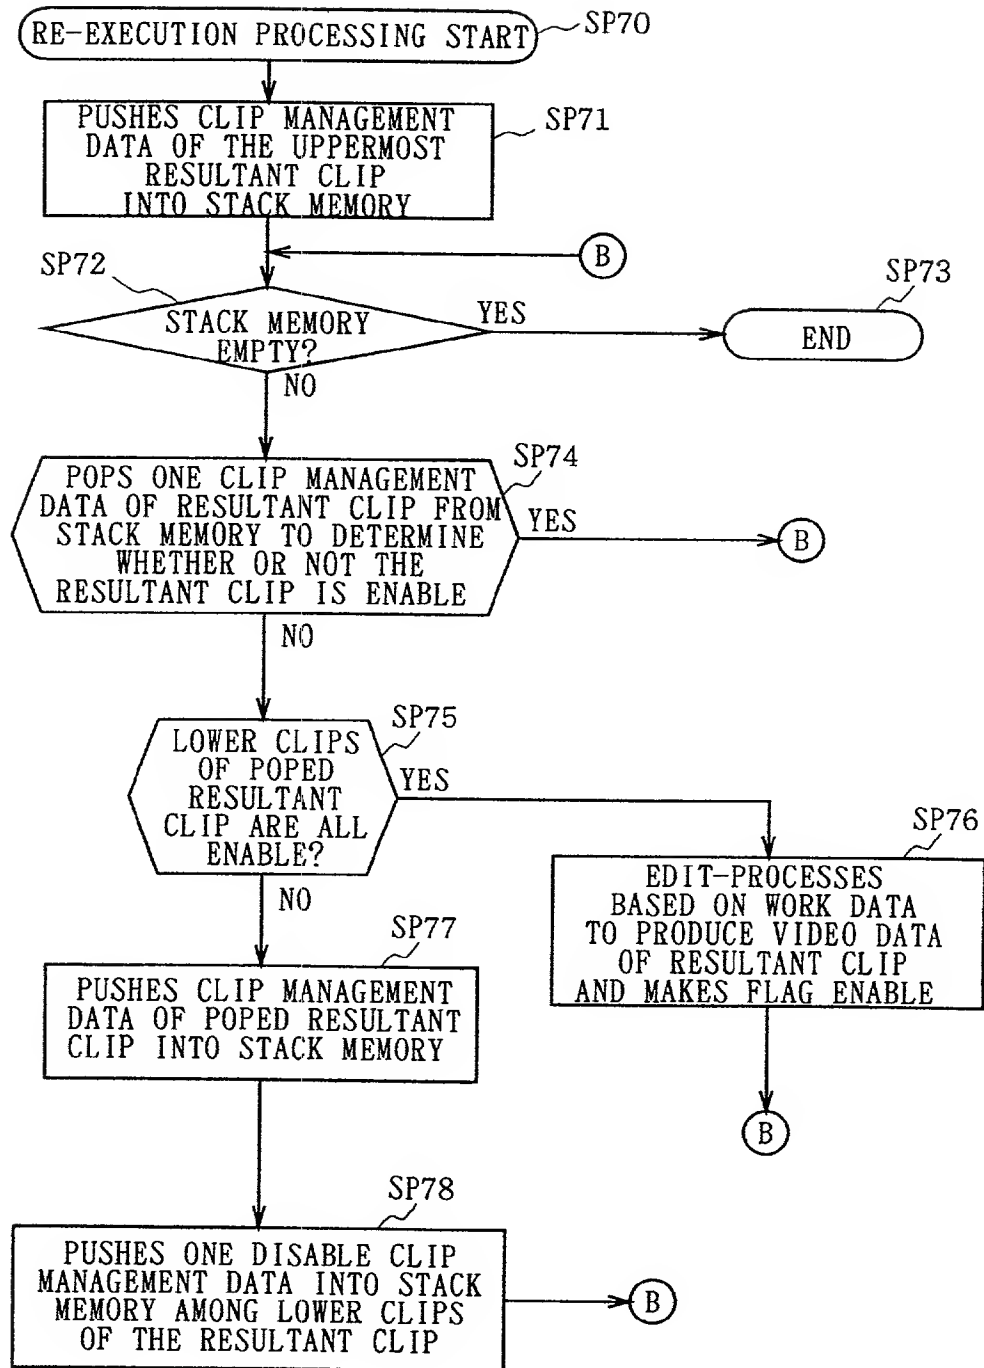 RE-EXECUTION PROCESSING START
SP70
PUSHES CLIP MANAGEMENT
DATA OF THE UPPERMOST
RESULTANT CLIP
INTO STACK MEMORY
SP71
B
SP72
STACK MEMORY
EMPTY?
YES
NO
SP73
END
SP74
POPS ONE CLIP MANAGEMENT
DATA OF RESULTANT CLIP FROM
STACK MEMORY TO DETERMINE
WHETHER OR NOT THE
RESULTANT CLIP IS ENABLE
YES
B
NO
SP75
LOWER CLIPS
OF POPED
RESULTANT
CLIP ARE ALL
ENABLE?
YES
NO
SP76
EDIT-PROCESSES
BASED ON WORK DATA
TO PRODUCE VIDEO DATA
OF RESULTANT CLIP
AND MAKES FLAG ENABLE
B
SP77
PUSHES CLIP MANAGEMENT
DATA OF POPED RESULTANT
CLIP INTO STACK MEMORY
SP78
PUSHES ONE DISABLE CLIP
MANAGEMENT DATA INTO STACK
MEMORY AMONG LOWER CLIPS
OF THE RESULTANT CLIP
B